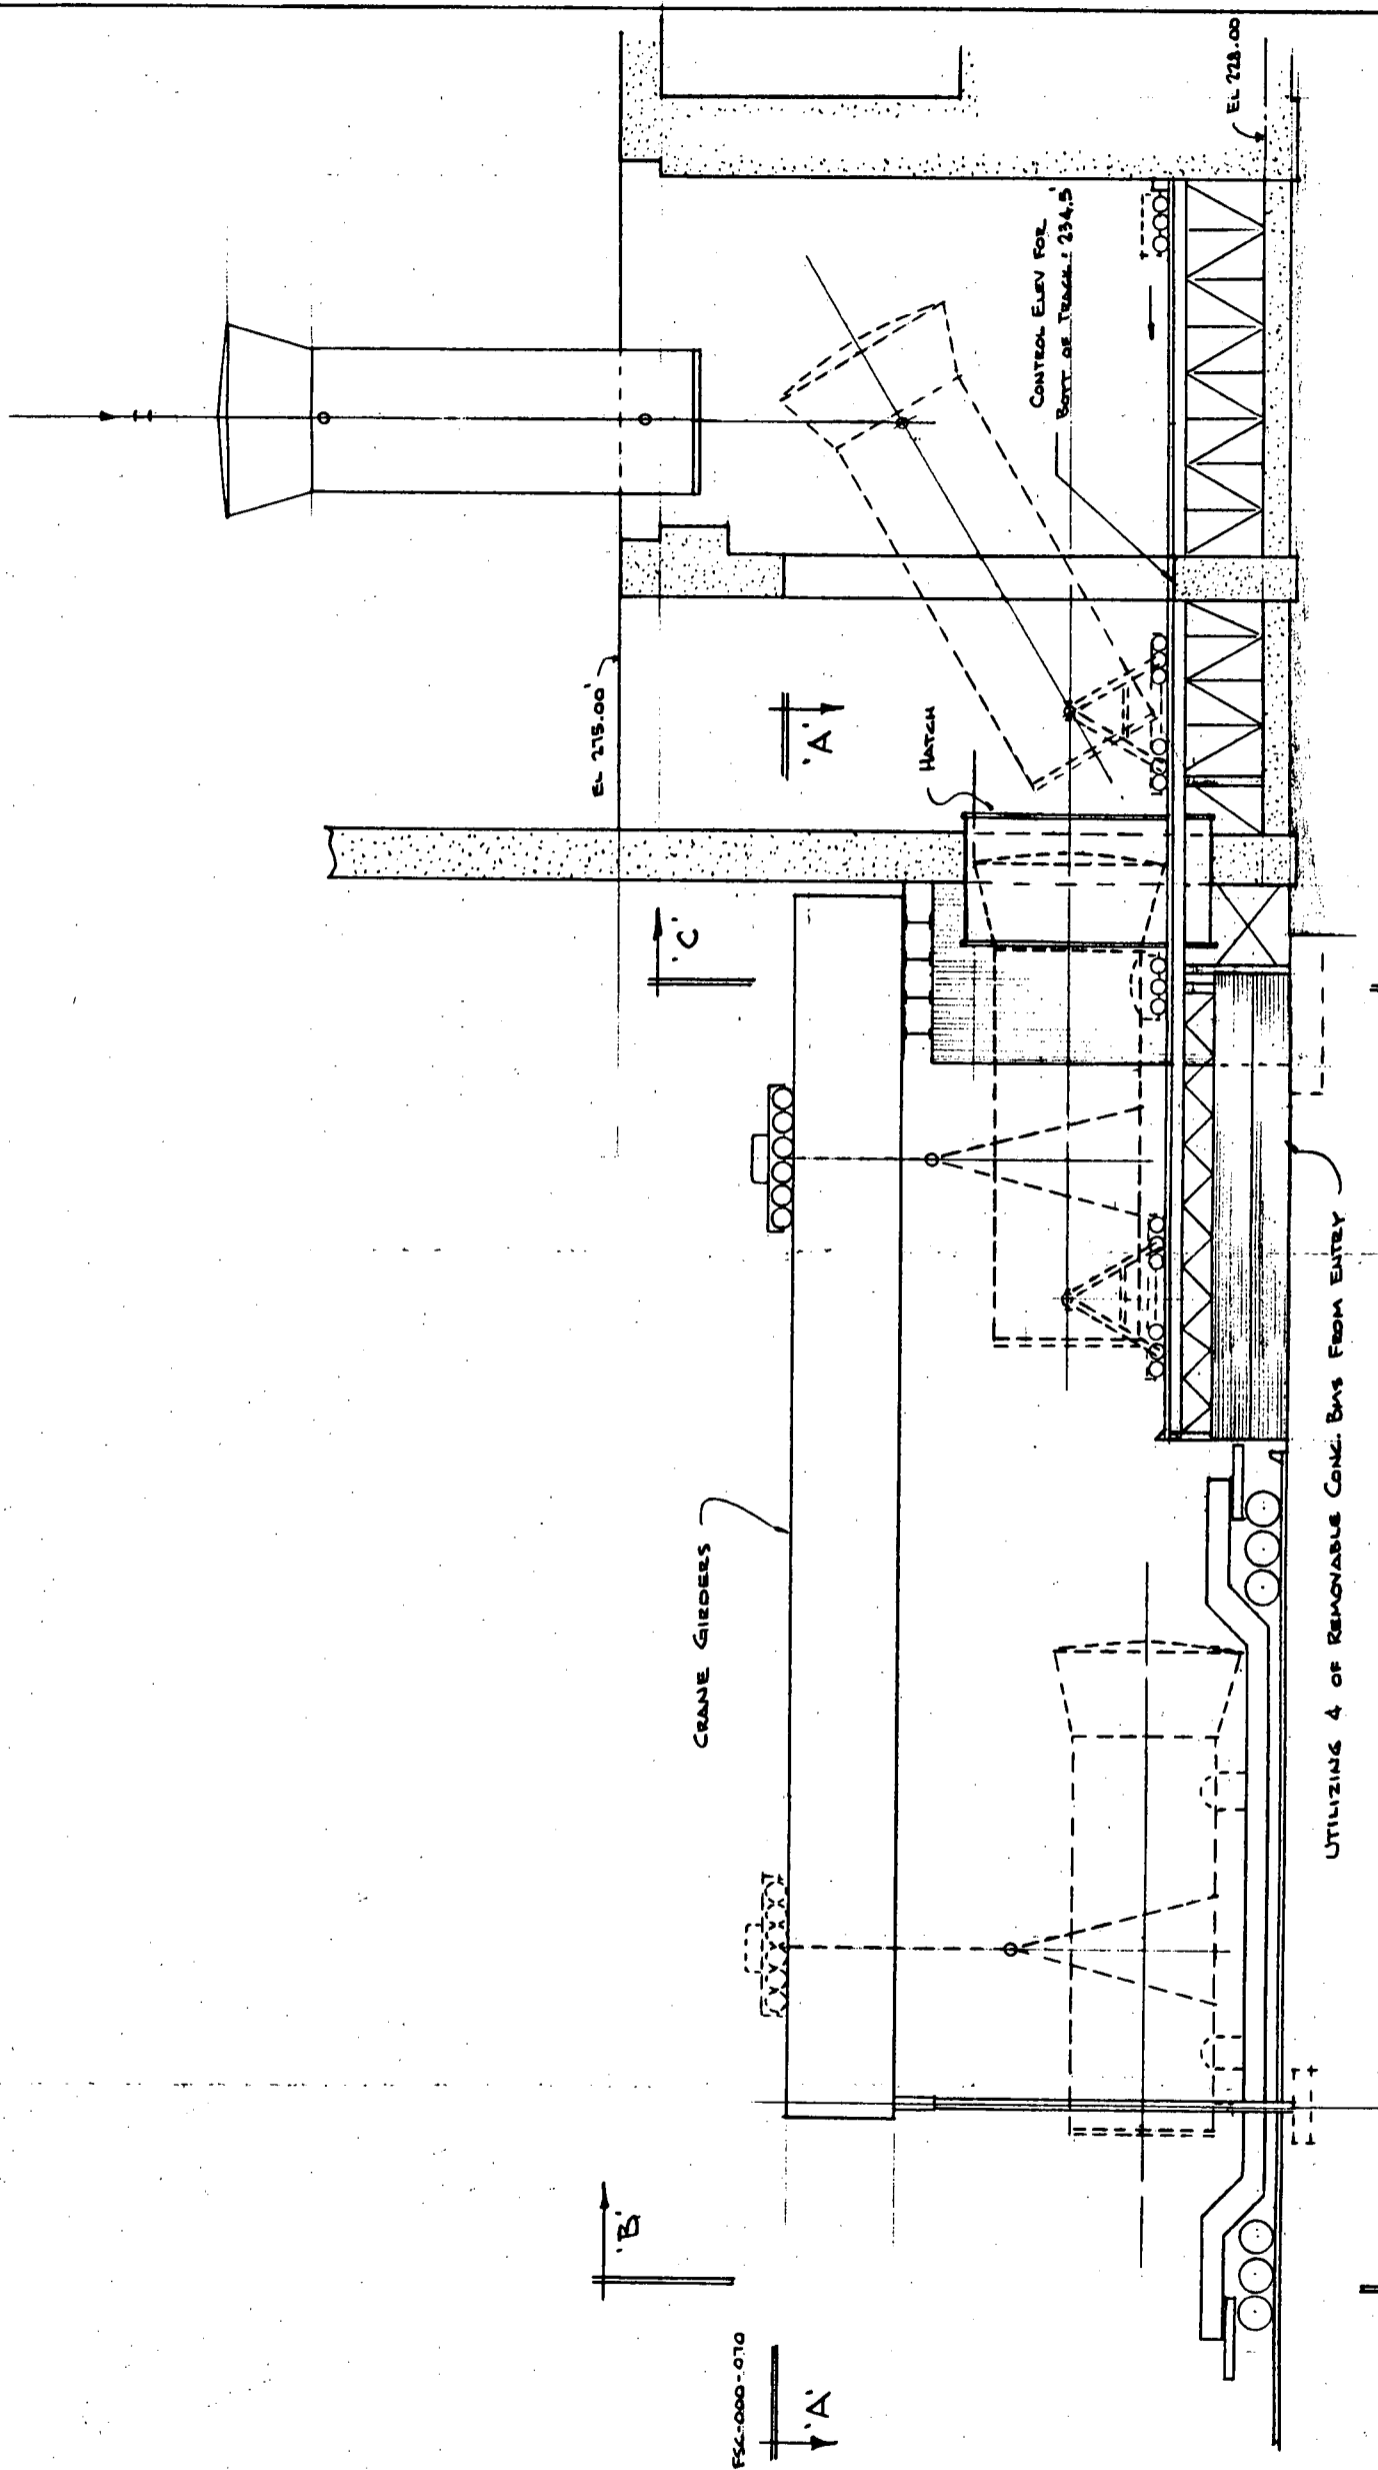 EL 228.00
CONTROL ELEV FOR
BOTT OF TRACK: 234.5'
EL 275.00'
'A'
HATCH
'C'
CRANE GIRDERS
UTILIZING 4 OF REMOVABLE CONC. BMS FROM ENTRY
'B'
FSC-000-070
'A'